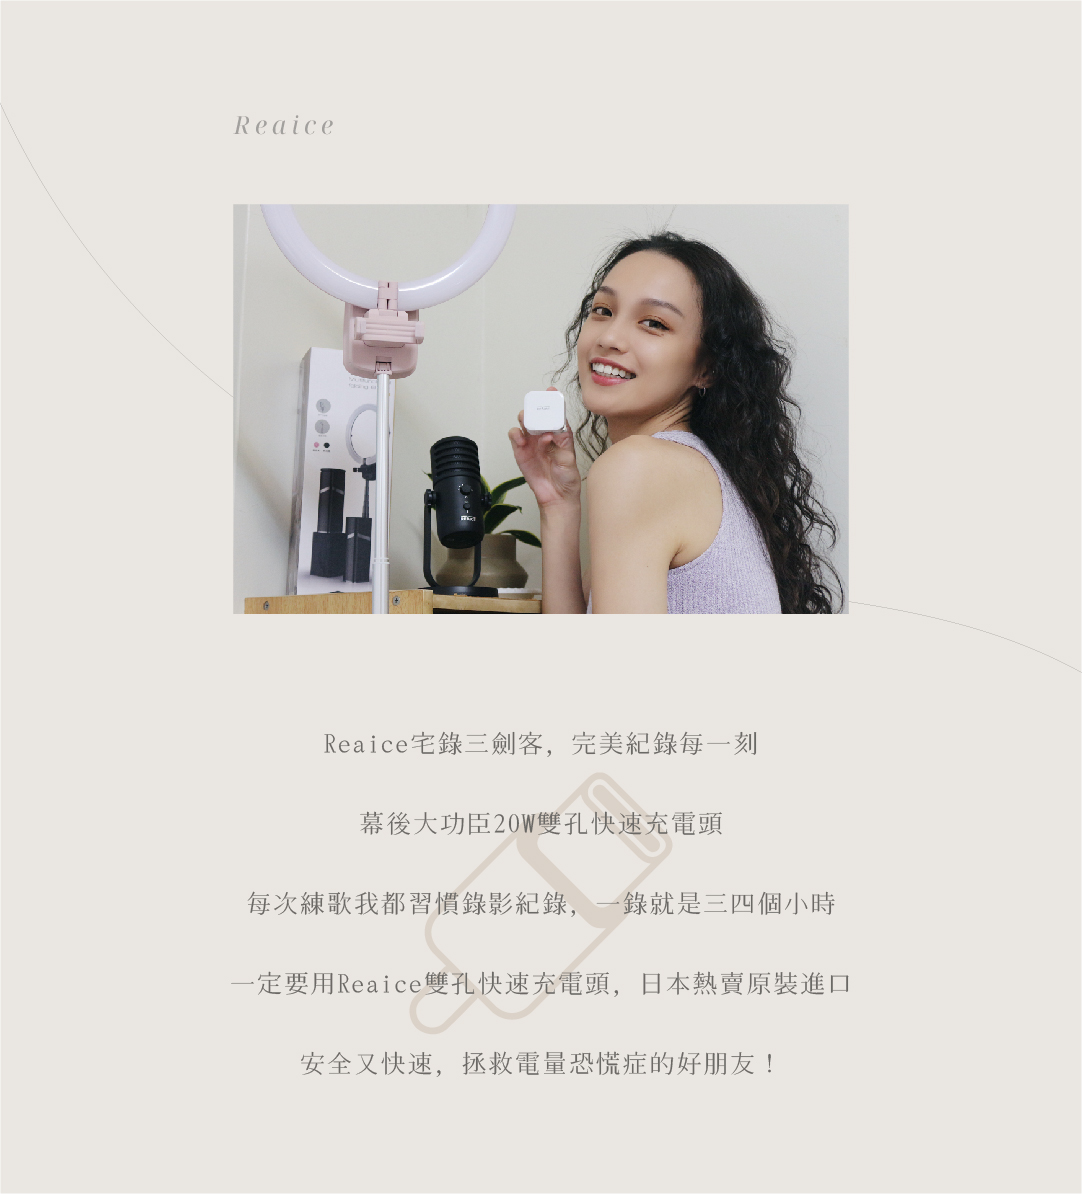 Reaice
Reaice宅錄三劍客，完美紀錄每一刻
幕後大功臣20W雙孔快速充電頭
每次練歌我都習慣錄影紀錄，一錄就是三四個小時
一定要用Reaice雙孔快速充電頭，日本熱賣原裝進口
安全又快速，拯救電量恐慌症的好朋友！